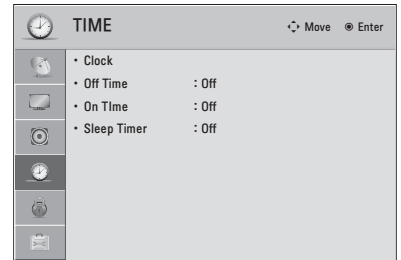 TIME Move Enter
• Clock
• Off Time : Off
• On TIme : Off
• Sleep Timer : Off